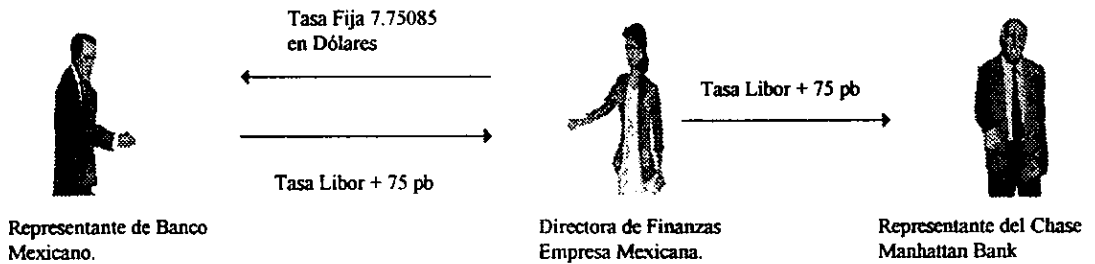 Tasa Fija 7.75085
en Dólares
Tasa Libor + 75 pb
Tasa Libor + 75 pb
Representante de Banco
Mexicano.
Directora de Finanzas
Empresa Mexicana.
Representante del Chase
Manhattan Bank